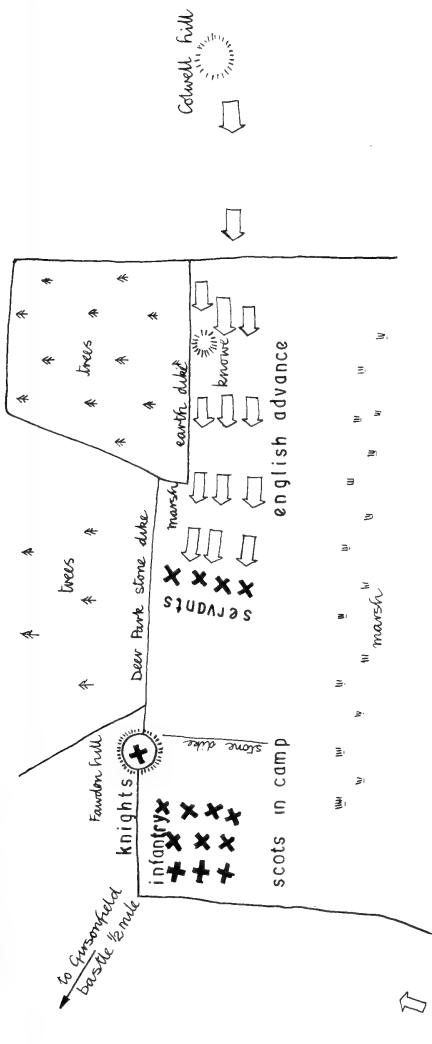 Colwell hill
trees
earth dike
knowe
english advance
trees
Deer Park stone dike
marsh
servants
marsh
Fawdon hill
knights
stone dike
infantry
scots in camp
to Girsonfield
bastle ½ mile